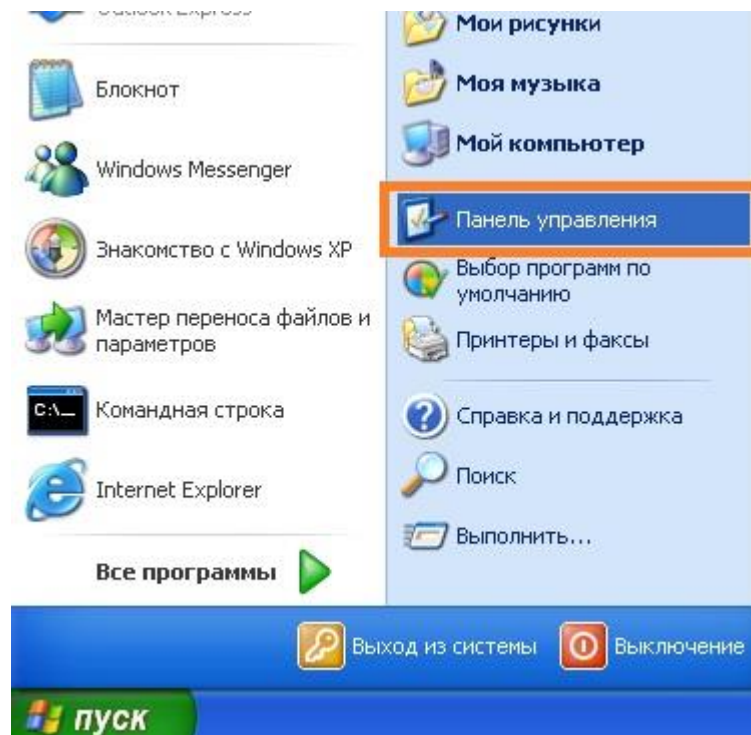 Outlook Express
Блокнот
Windows Messenger
Знакомство с Windows XP
Мастер переноса файлов и
параметров
C:\_
Командная строка
Internet Explorer
Все программы
Мои рисунки
Моя музыка
Мой компьютер
Панель управления
Выбор программ по
умолчанию
Принтеры и факсы
Справка и поддержка
Поиск
Выполнить...
Выход из системы
Выключение
пуск